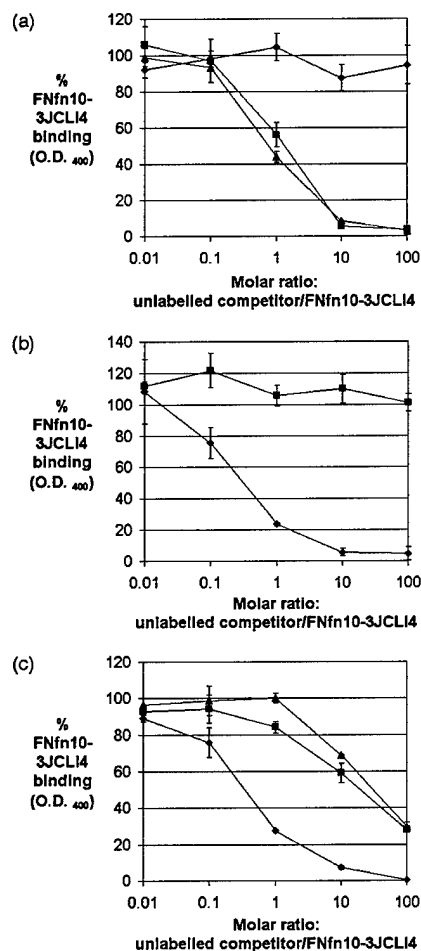 (a)
120
100
80
60
40
20
0
%
FNfn10-
3JCLI4
binding
(O.D. 400)
0.01 0.1 1 10 100
Molar ratio:
unlabelled competitor/FNfn10-3JCLI4
(b)
140
120
100
80
60
40
20
0
%
FNfn10-
3JCLI4
binding
(O.D. 400)
0.01 0.1 1 10 100
Molar ratio:
unlabelled competitor/FNfn10-3JCLI4
(c)
120
100
80
60
40
20
0
%
FNfn10-
3JCLI4
binding
(O.D. 400)
0.01 0.1 1 10 100
Molar ratio:
unlabelled competitor/FNfn10-3JCLI4